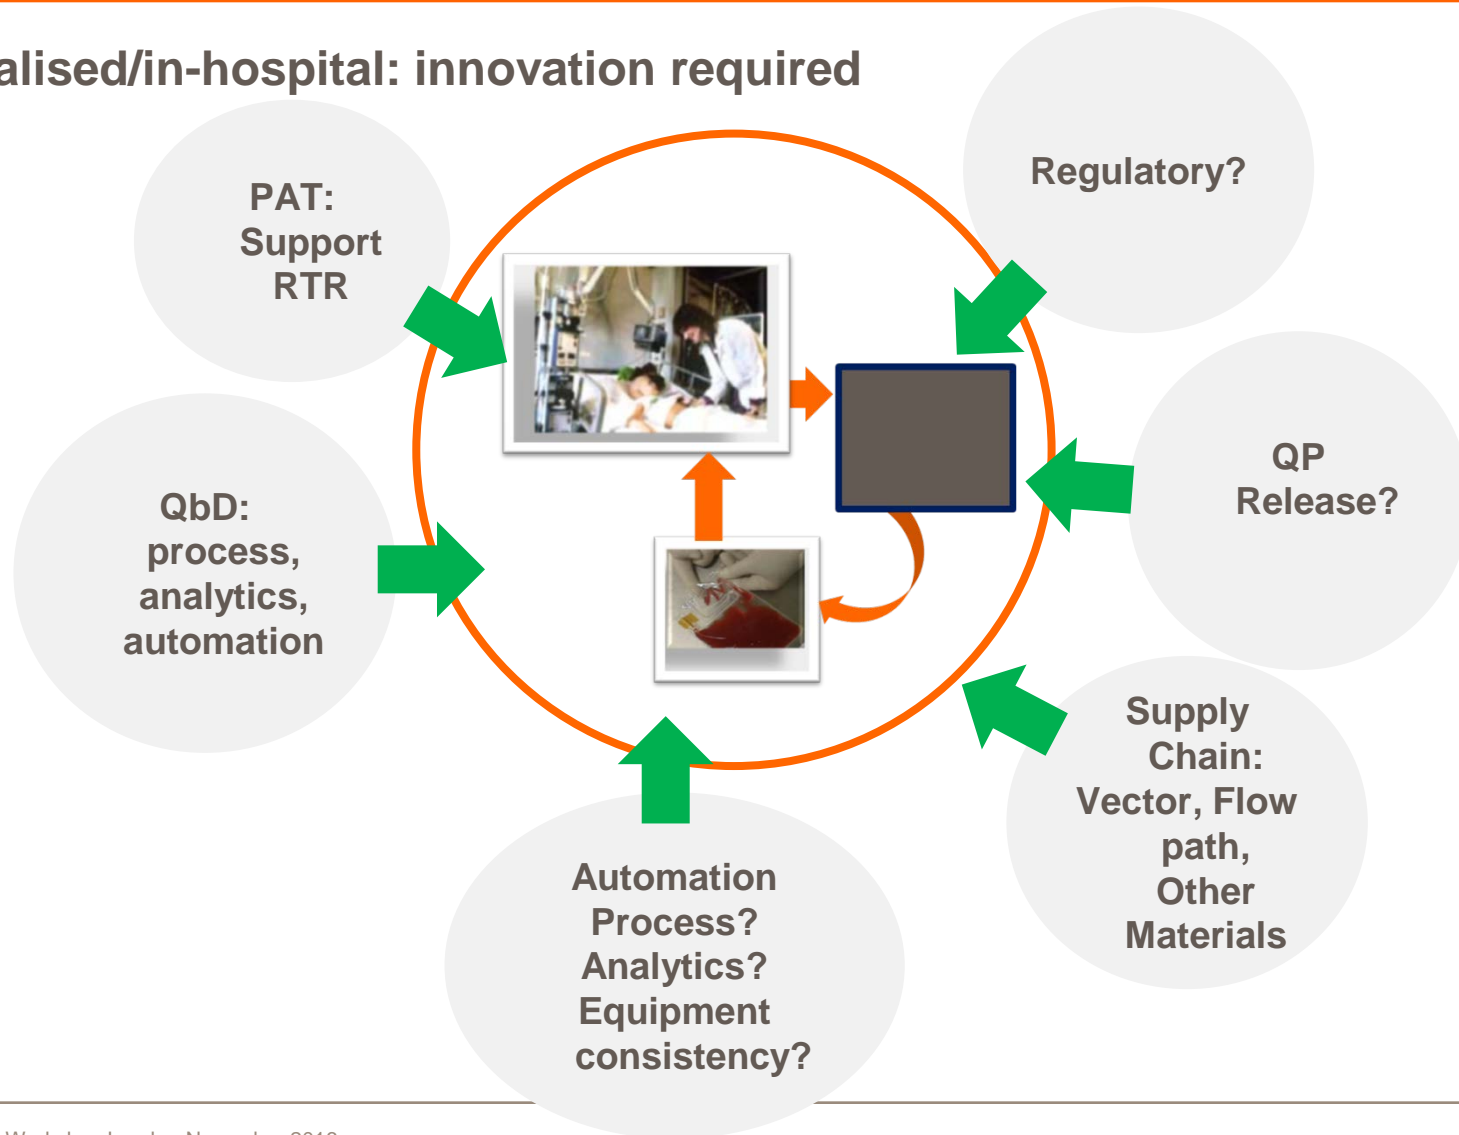 alised/in-hospital: innovation required
PAT:
Support
RTR
Regulatory?
QP
Release?
QbD:
process,
analytics,
automation
Supply
Chain:
Vector, Flow
path,
Other
Materials
Automation
Process?
Analytics?
Equipment
consistency?